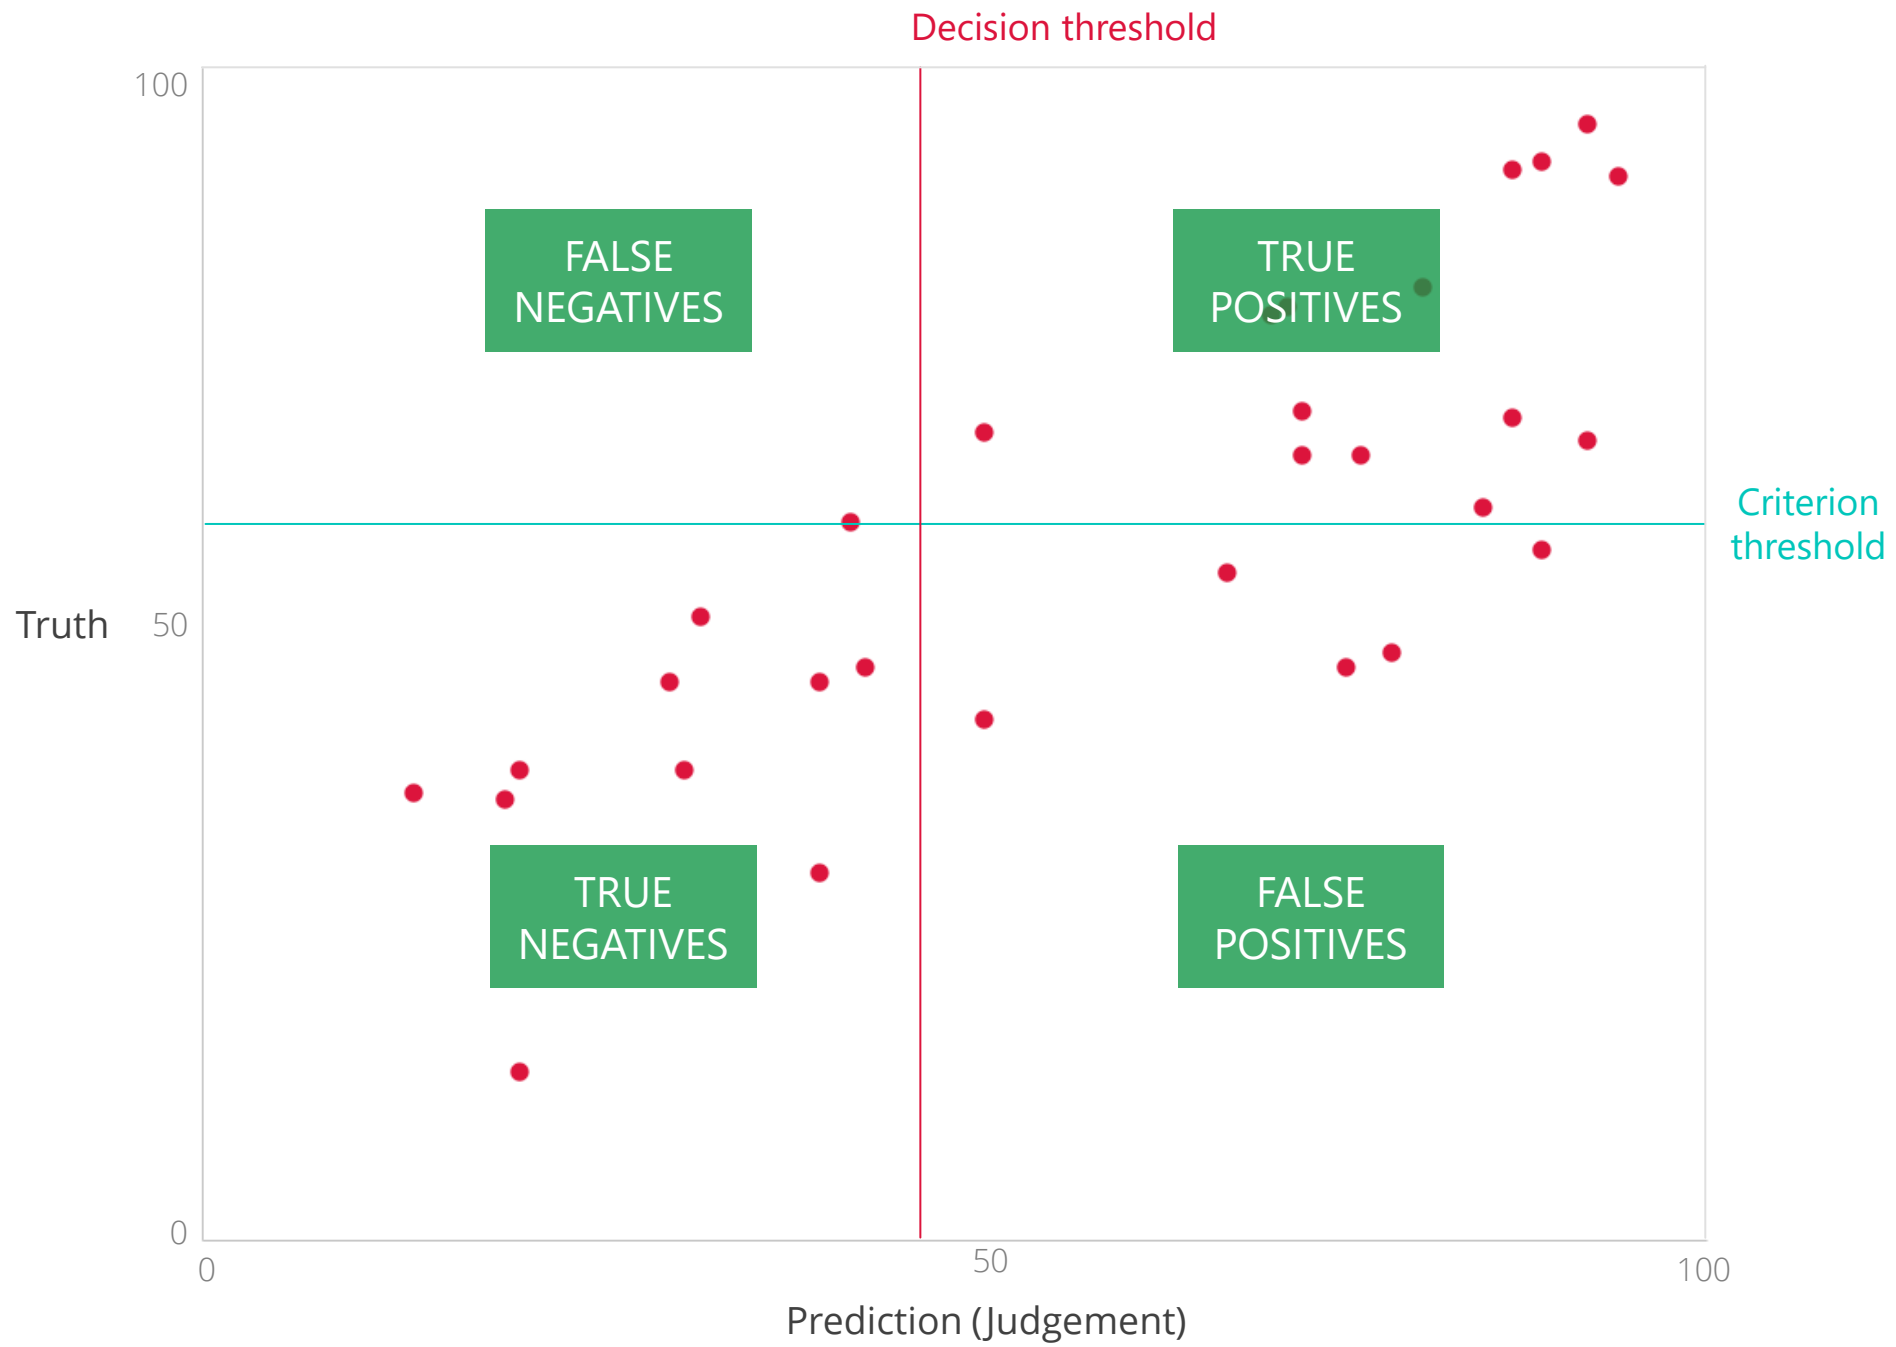 Decision threshold
100
FALSE
NEGATIVES
TRUE
POSITIVES
Criterion
threshold
Truth
50
TRUE
NEGATIVES
FALSE
POSITIVES
0
0
50
100
Prediction (Judgement)